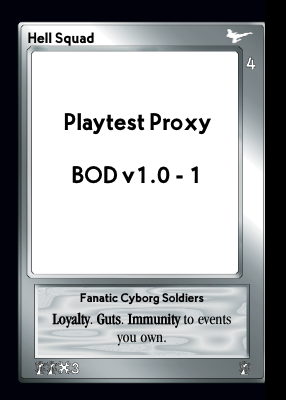 Hell Squad
4
Playtest Proxy
BOD v1.0 - 1
Fanatic Cyborg Soldiers
Loyalty. Guts. Immunity to events
you own.
3